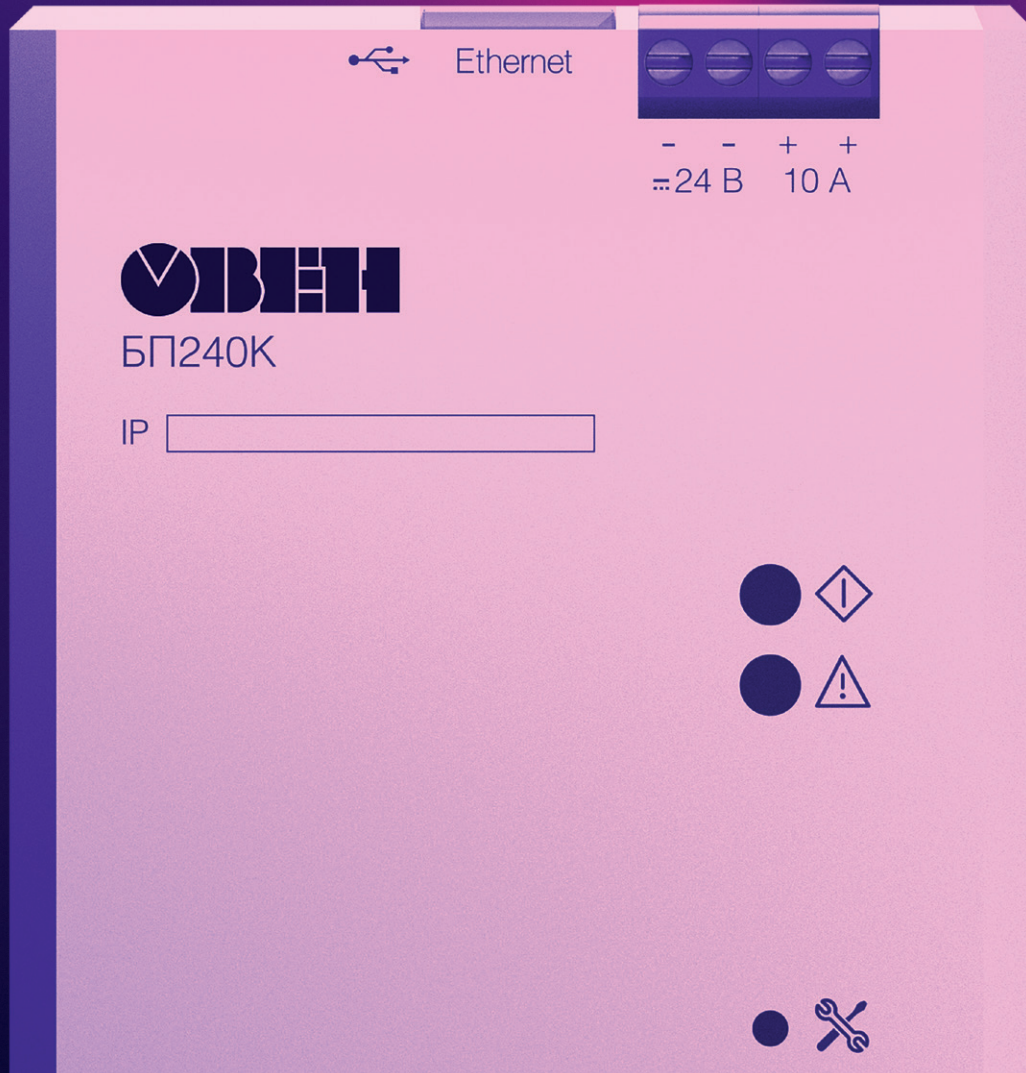 Ethernet
- - + +
24 В 10 А
ОВЕН
БП240К
IP